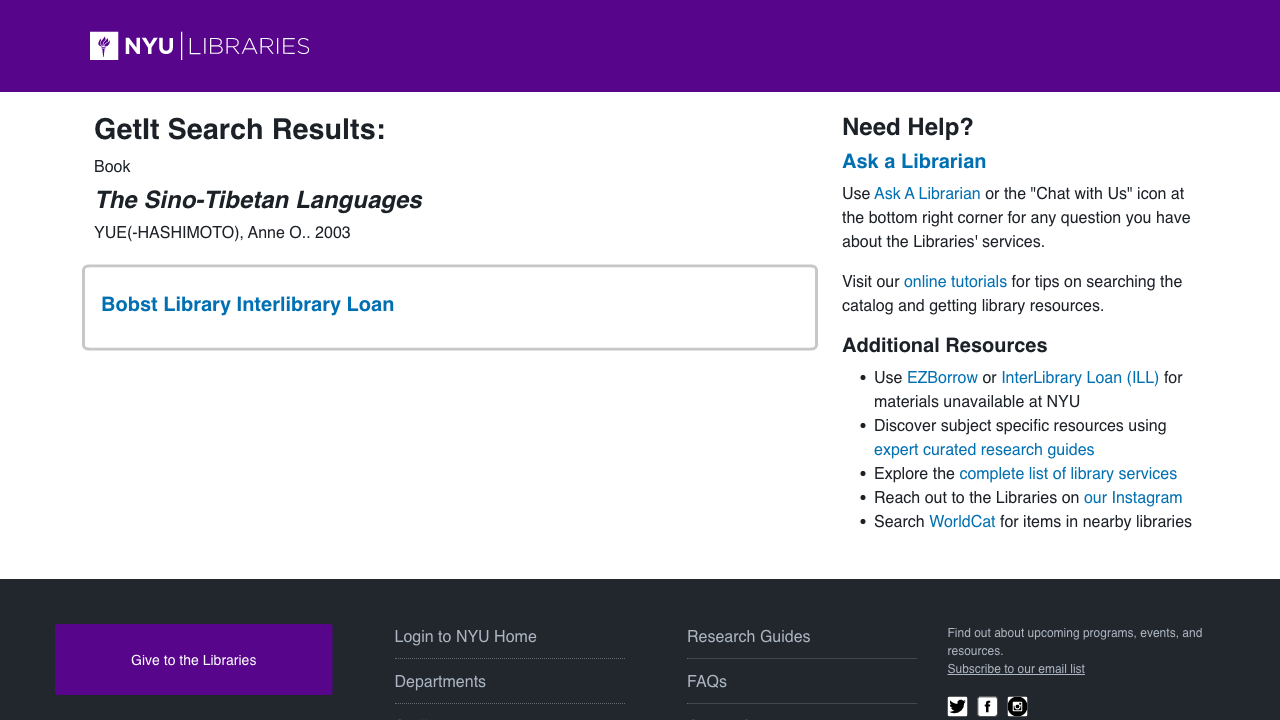 NYU LIBRARIES
GetIt Search Results:
Book
The Sino-Tibetan Languages
YUE(-HASHIMOTO), Anne O.. 2003
Bobst Library Interlibrary Loan
Need Help?
Ask a Librarian
Use Ask A Librarian or the "Chat with Us" icon at
the bottom right corner for any question you have
about the Libraries' services.
Visit our online tutorials for tips on searching the
catalog and getting library resources.
Additional Resources
• Use EZBorrow or InterLibrary Loan (ILL) for
materials unavailable at NYU
• Discover subject specific resources using
expert curated research guides
• Explore the complete list of library services
• Reach out to the Libraries on our Instagram
• Search WorldCat for items in nearby libraries
Give to the Libraries
Login to NYU Home
Departments
Research Guides
FAQs
Find out about upcoming programs, events, and
resources.
Subscribe to our email list